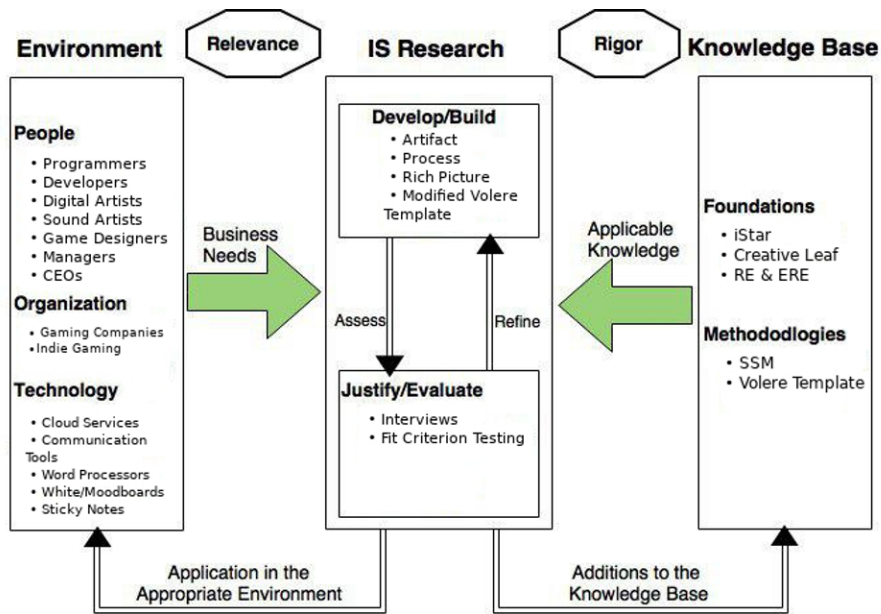 Environment
Relevance
IS Research
Rigor
Knowledge Base
People
• Programmers
• Developers
• Digital Artists
• Sound Artists
• Game Designers
• Managers
• CEOs
Organization
• Gaming Companies
•Indie Gaming
Technology
• Cloud Services
• Communication
Tools
• Word Processors
• White/Moodboards
• Sticky Notes
Business
Needs
Develop/Build
• Artifact
• Process
• Rich Picture
• Modified Volere
Template
Assess
Refine
Justify/Evaluate
• Interviews
• Fit Criterion Testing
Applicable
Knowledge
Foundations
• iStar
• Creative Leaf
• RE & ERE
Methododlogies
• SSM
• Volere Template
Application in the
Appropriate Environment
Additions to the
Knowledge Base